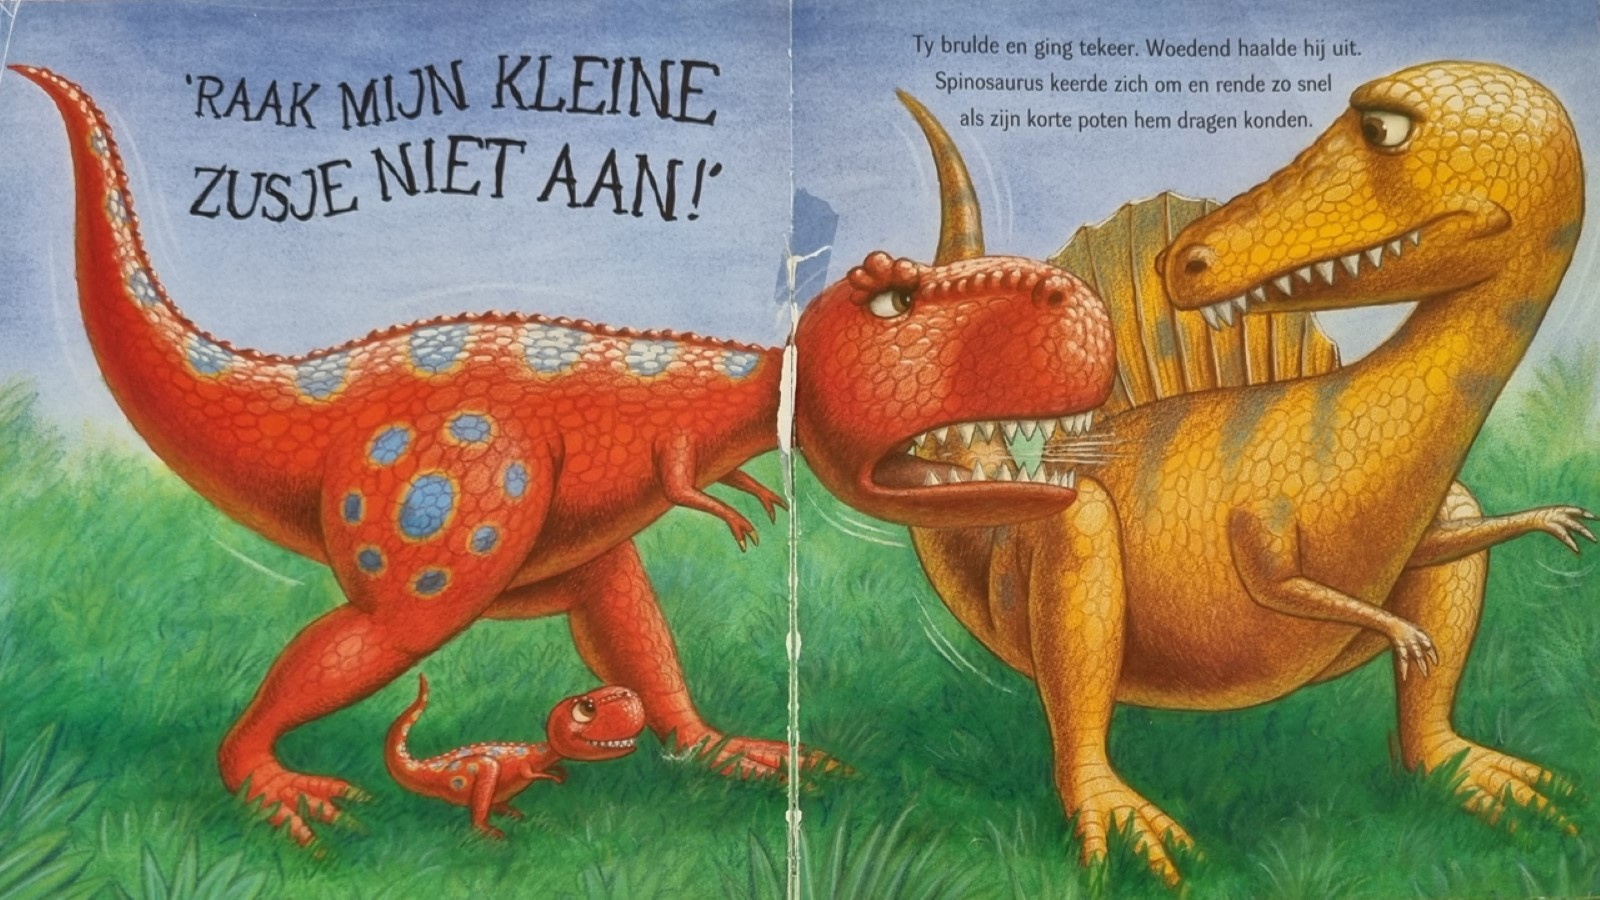 'RAAK MIJN KLEINE
ZUSJE NIET AAN!'
Ty brulde en ging tekeer. Woedend haalde hij uit.
Spinosaurus keerde zich om en rende zo snel
als zijn korte poten hem dragen konden.